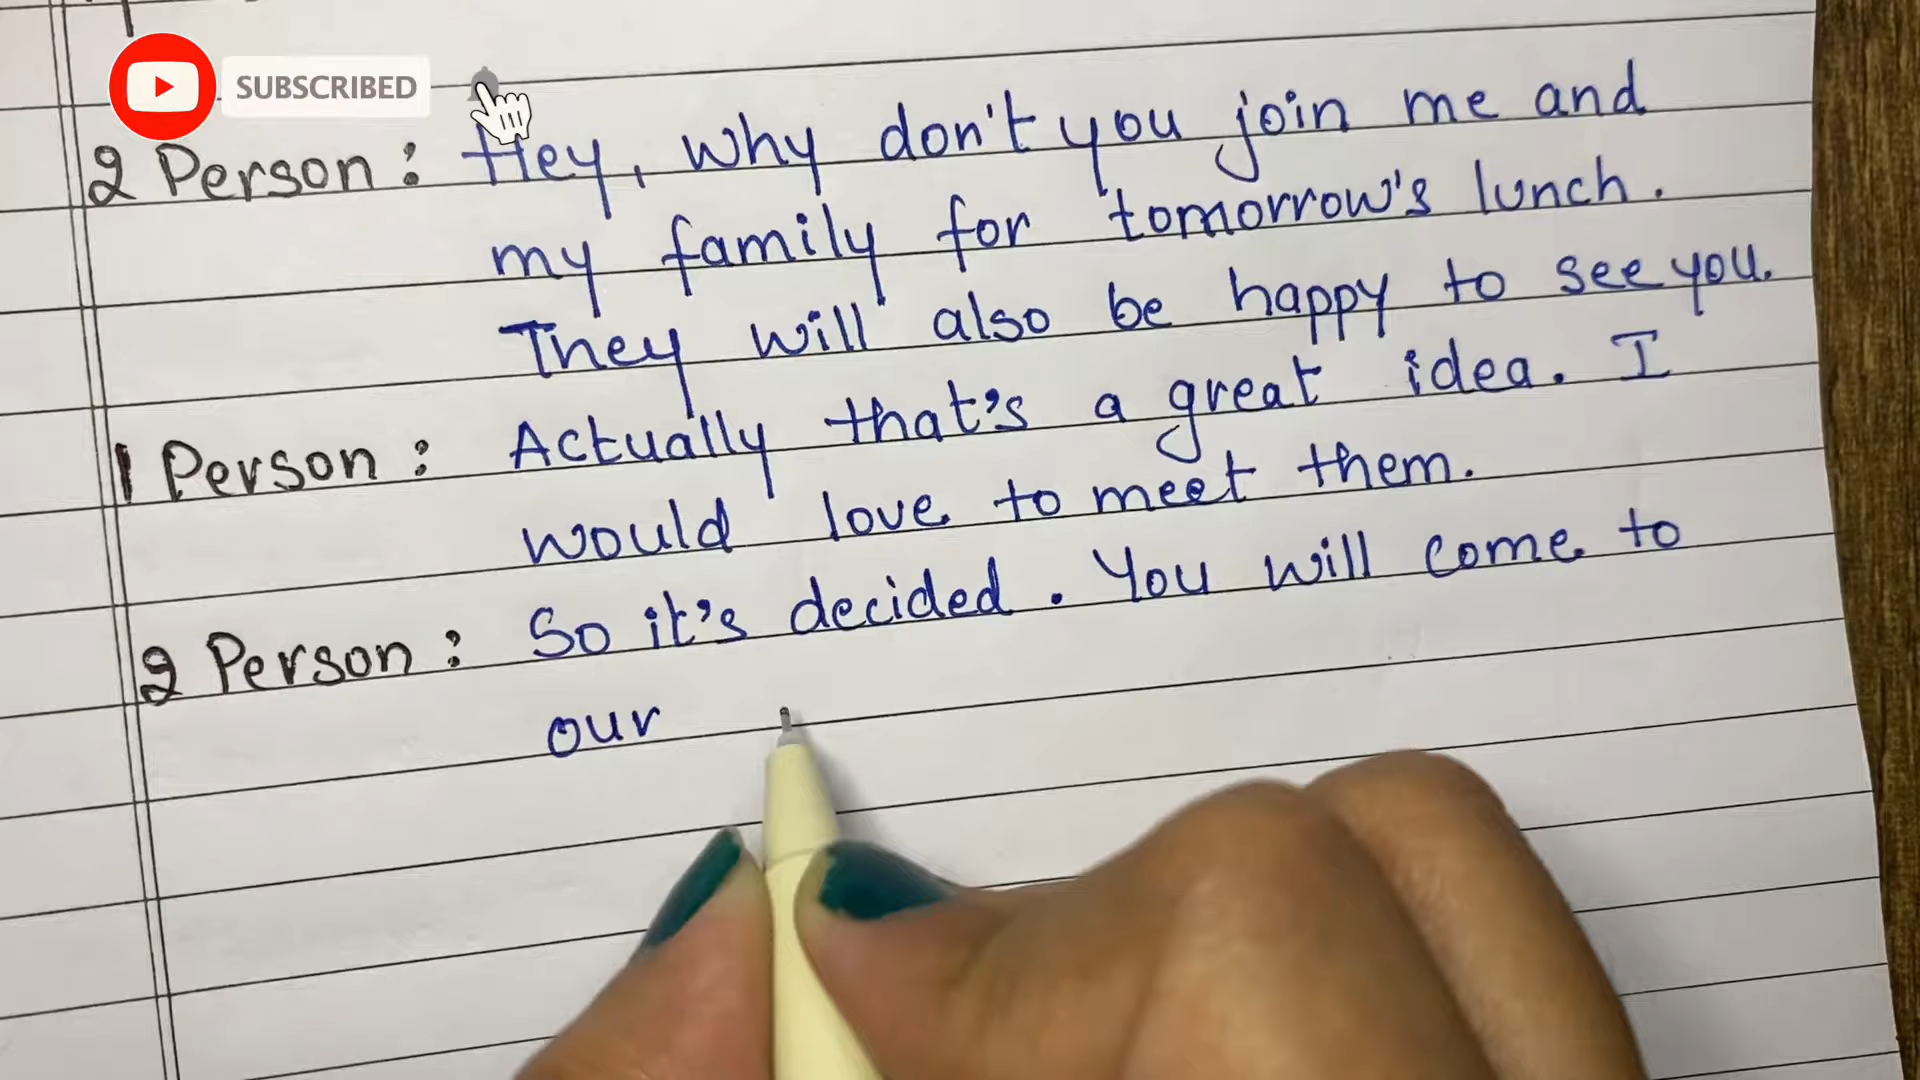 SUBSCRIBED
2 Person : Hey, why don't you join me and
my family for tomorrow's lunch.
They will also be happy to see you.
1 Person : Actually that's a great idea. I
would love to meet them.
2 Person : So it's decided. You will come to
our